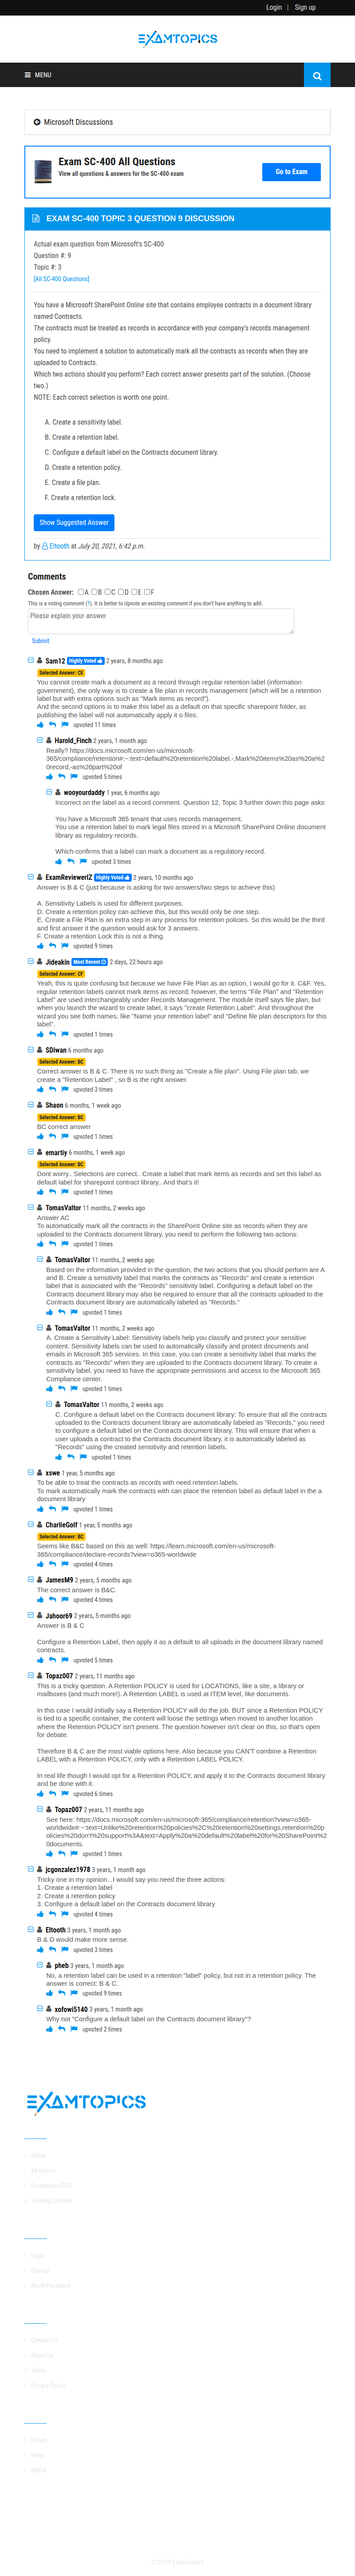 Login | Sign up
EXAMTOPICS
MENU
Microsoft Discussions
Exam SC-400 All Questions
View all questions & answers for the SC-400 exam
Go to Exam
EXAM SC-400 TOPIC 3 QUESTION 9 DISCUSSION
Actual exam question from Microsoft's SC-400
Question #: 9
Topic #: 3
[All SC-400 Questions]
You have a Microsoft SharePoint Online site that contains employee contracts in a document library
named Contracts.
The contracts must be treated as records in accordance with your company's records management
policy.
You need to implement a solution to automatically mark all the contracts as records when they are
uploaded to Contracts.
Which two actions should you perform? Each correct answer presents part of the solution. (Choose
two.)
NOTE: Each correct selection is worth one point.
A. Create a sensitivity label.
B. Create a retention label.
C. Configure a default label on the Contracts document library.
D. Create a retention policy.
E. Create a file plan.
F. Create a retention lock.
Show Suggested Answer
by Eltooth at July 20, 2021, 6:42 p.m.
Comments
Chosen Answer: A B C D E F
This is a voting comment (?). It is better to Upvote an existing comment if you don't have anything to add.
Please explain your answer
Submit
Sam12 Highly Voted 2 years, 8 months ago
Selected Answer: CE
You cannot create mark a document as a record through regular retention label (information
government), the only way is to create a file plan in records management (which will be a retention
label but with extra options such as "mark items as record").
And the second options is to make this label as a default on that specific sharepoint folder, as
publishing the label will not automatically apply it o files.
upvoted 11 times
Harold_Finch 2 years, 1 month ago
Really? https://docs.microsoft.com/en-us/microsoft-
365/compliance/retention#:~:text=default%20retention%20label.-,Mark%20items%20as%20a%2
0record,-as%20part%20of
upvoted 5 times
wooyourdaddy 1 year, 6 months ago
Incorrect on the label as a record comment. Question 12, Topic 3 further down this page asks:
You have a Microsoft 365 tenant that uses records management.
You use a retention label to mark legal files stored in a Microsoft SharePoint Online document
library as regulatory records.
Which confirms that a label can mark a document as a regulatory record.
upvoted 3 times
ExamReviewerIZ Highly Voted 2 years, 10 months ago
Answer is B & C (just because is asking for two answers/two steps to achieve this)
A. Sensitivity Labels is used for different purposes.
D. Create a retention policy can achieve this, but this would only be one step.
E. Create a File Plan is an extra step in any process for retention policies. So this would be the third
and first answer it the question would ask for 3 answers.
F. Create a retention Lock this is not a thing.
upvoted 9 times
Jideakin Most Recent 2 days, 22 hours ago
Selected Answer: CF
Yeah, this is quite confusing but because we have File Plan as an option, I would go for it. C&F. Yes,
regular retention labels cannot mark items as record; however, the terms "File Plan" and "Retention
Label" are used interchangeably under Records Management. The module itself says file plan, but
when you launch the wizard to create label, it says "create Retention Label". And throughout the
wizard you see both names, like "Name your retention label" and "Define file plan descriptors for this
label".
upvoted 1 times
SDiwan 6 months ago
Selected Answer: BC
Correct answer is B & C. There is no such thing as "Create a file plan". Using File plan tab, we
create a "Retention Label" , so B is the right answer.
upvoted 3 times
Shaon 6 months, 1 week ago
Selected Answer: BC
BC correct answer
upvoted 1 times
emartiy 6 months, 1 week ago
Selected Answer: BC
Dont worry.. Selections are correct.. Create a label that mark items as records and set this label as
default label for sharepoint contract library.. And that's it!
upvoted 1 times
TomasValtor 11 months, 2 weeks ago
Answer AC
To automatically mark all the contracts in the SharePoint Online site as records when they are
uploaded to the Contracts document library, you need to perform the following two actions:
upvoted 1 times
TomasValtor 11 months, 2 weeks ago
Based on the information provided in the question, the two actions that you should perform are A
and B. Create a sensitivity label that marks the contracts as "Records" and create a retention
label that is associated with the "Records" sensitivity label. Configuring a default label on the
Contracts document library may also be required to ensure that all the contracts uploaded to the
Contracts document library are automatically labeled as "Records."
upvoted 1 times
TomasValtor 11 months, 2 weeks ago
A. Create a Sensitivity Label: Sensitivity labels help you classify and protect your sensitive
content. Sensitivity labels can be used to automatically classify and protect documents and
emails in Microsoft 365 services. In this case, you can create a sensitivity label that marks the
contracts as "Records" when they are uploaded to the Contracts document library. To create a
sensitivity label, you need to have the appropriate permissions and access to the Microsoft 365
Compliance center.
upvoted 1 times
TomasValtor 11 months, 2 weeks ago
C. Configure a default label on the Contracts document library: To ensure that all the contracts
uploaded to the Contracts document library are automatically labeled as "Records," you need
to configure a default label on the Contracts document library. This will ensure that when a
user uploads a contract to the Contracts document library, it is automatically labeled as
"Records" using the created sensitivity and retention labels.
upvoted 1 times
xswe 1 year, 5 months ago
To be able to treat the contracts as records with need retention labels.
To mark automatically mark the contracts with can place the retention label as default label in the a
document library
upvoted 1 times
CharlieGolf 1 year, 5 months ago
Selected Answer: BC
Seems like B&C based on this as well: https://learn.microsoft.com/en-us/microsoft-
365/compliance/declare-records?view=o365-worldwide
upvoted 4 times
JamesM9 2 years, 5 months ago
The correct answer is B&C.
upvoted 4 times
Jahoor69 2 years, 5 months ago
Answer is B & C
Configure a Retention Label, then apply it as a default to all uploads in the document library named
contracts.
upvoted 5 times
Topaz007 2 years, 11 months ago
This is a tricky question. A Retention POLICY is used for LOCATIONS, like a site, a library or
mailboxes (and much more!). A Retention LABEL is used at ITEM level, like documents.
In this case I would initially say a Retention POLICY will do the job. BUT since a Retention POLICY
is tied to a specific container, the content will loose the settings when moved to another location
where the Retention POLICY isn't present. The question however isn't clear on this, so that's open
for debate.
Therefore B & C are the most viable options here. Also because you CAN'T combine a Retention
LABEL with a Retention POLICY, only with a Retention LABEL POLICY.
In real life though I would opt for a Retention POLICY, and apply it to the Contracts document library
and be done with it.
upvoted 6 times
Topaz007 2 years, 11 months ago
See here: https://docs.microsoft.com/en-us/microsoft-365/compliance/retention?view=o365-
worldwide#:~:text=Unlike%20retention%20policies%2C%20retention%20settings,retention%20p
olicies%20don't%20support%3A&text=Apply%20a%20default%20label%20for%20SharePoint%2
0documents.
upvoted 1 times
jcgonzalez1978 3 years, 1 month ago
Tricky one in my opinion...I would say you need the three actions:
1. Create a retention label
2. Create a retention policy
3. Configure a default label on the Contracts document library
upvoted 4 times
Eltooth 3 years, 1 month ago
B & D would make more sense.
upvoted 3 times
pheb 3 years, 1 month ago
No, a retention label can be used in a retention "label" policy, but not in a retention policy. The
answer is correct: B & C.
upvoted 9 times
xofowi5140 3 years, 1 month ago
Why not "Configure a default label on the Contracts document library"?
upvoted 2 times
EXAMTOPICS
Home
All Exams
Examtopics PRO
Training Courses
Login
Sign up
Reset Password
Contact Us
About Us
Terms
Privacy Policy
Forum
News
DMCA
© 2024 ExamTopics